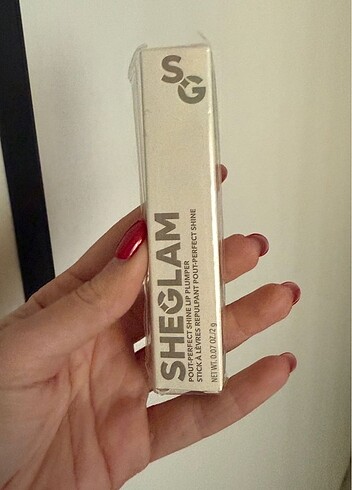 SG
SHEGLAM
POUT-PERFECT SHINE LIP PLUMPER
STICK À LÈVRES REPULPANT POUT-PERFECT SHINE
NET WT. 0.07 OZ./2 g